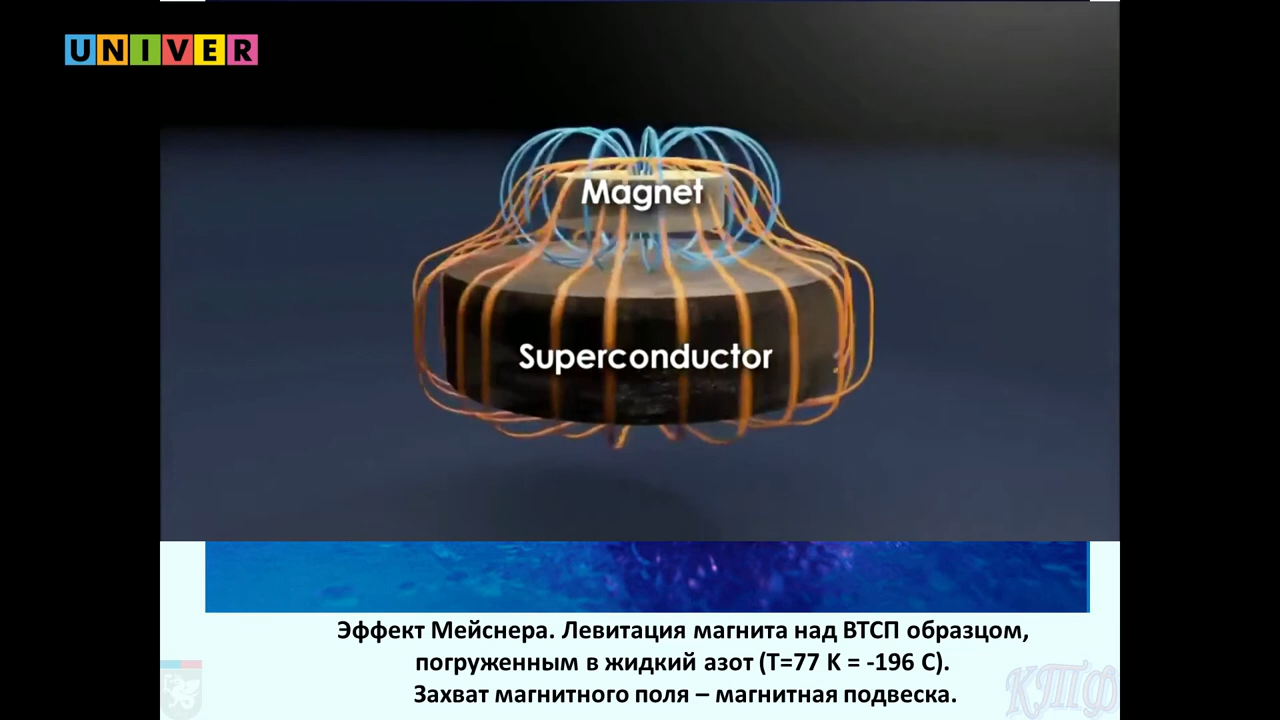 UNIVER
Magnet
Superconductor
Эффект Мейснера. Левитация магнита над ВТСП образцом,
погруженным в жидкий азот (T=77 K = -196 C).
Захват магнитного поля – магнитная подвеска.
КТФ